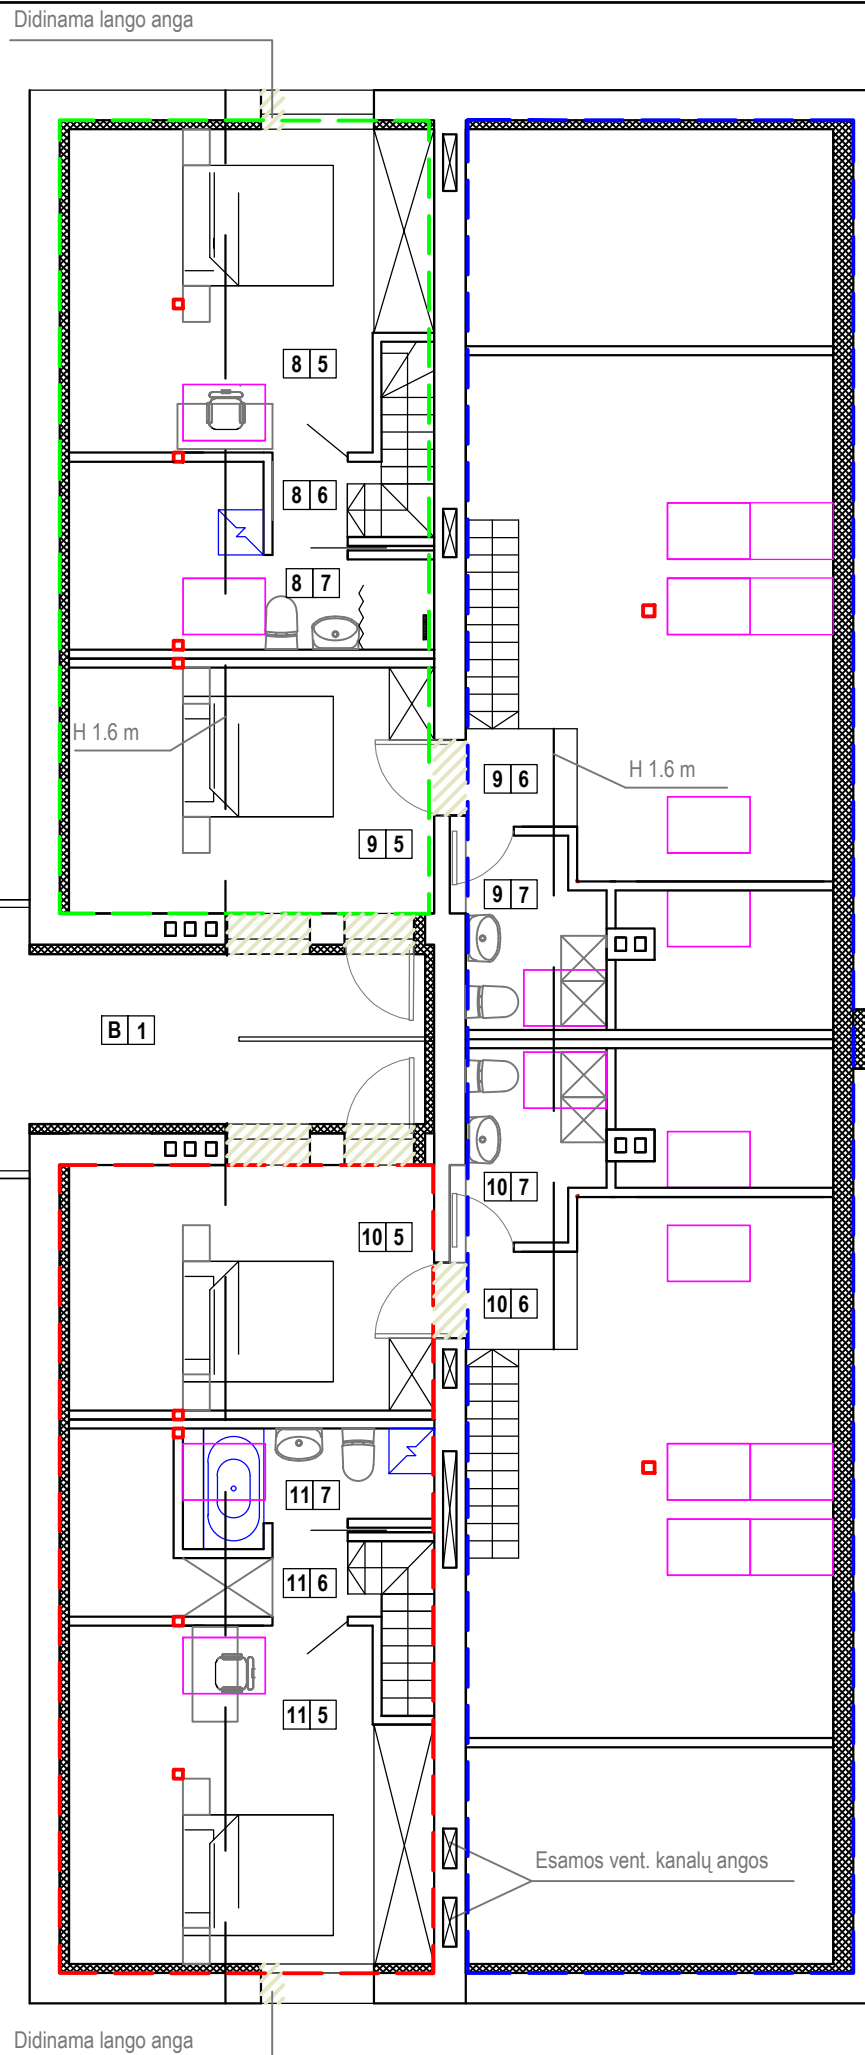 Didinama lango anga
8 5
8 6
8 7
H 1.6 m
9 6
H 1.6 m
9 5
9 7
B 1
10 7
10 5
10 6
11 7
11 6
11 5
Esamos vent. kanalų angos
Didinama lango anga